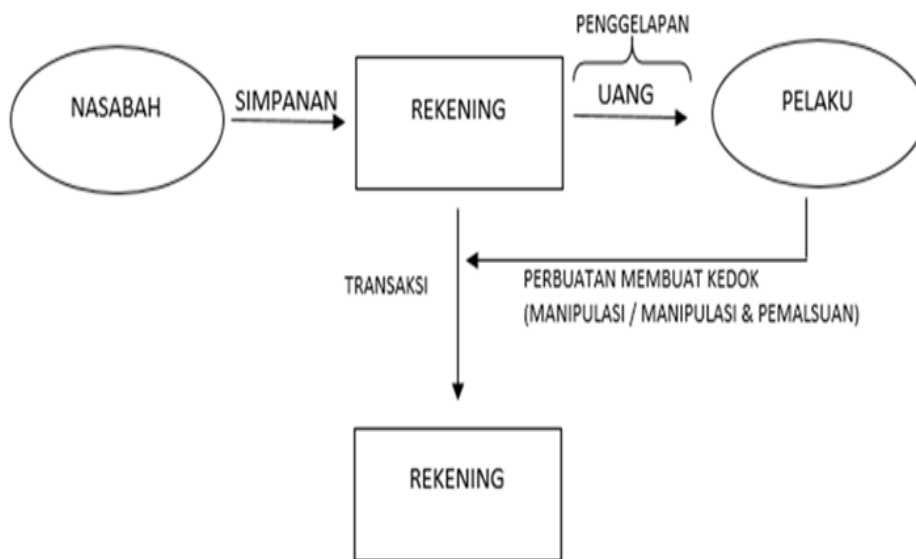 PENGGELAPAN
NASABAH
SIMPANAN
REKENING
UANG
PELAKU
TRANSAKSI
PERBUATAN MEMBUAT KEDOK
(MANIPULASI / MANIPULASI & PEMALSUAN)
REKENING